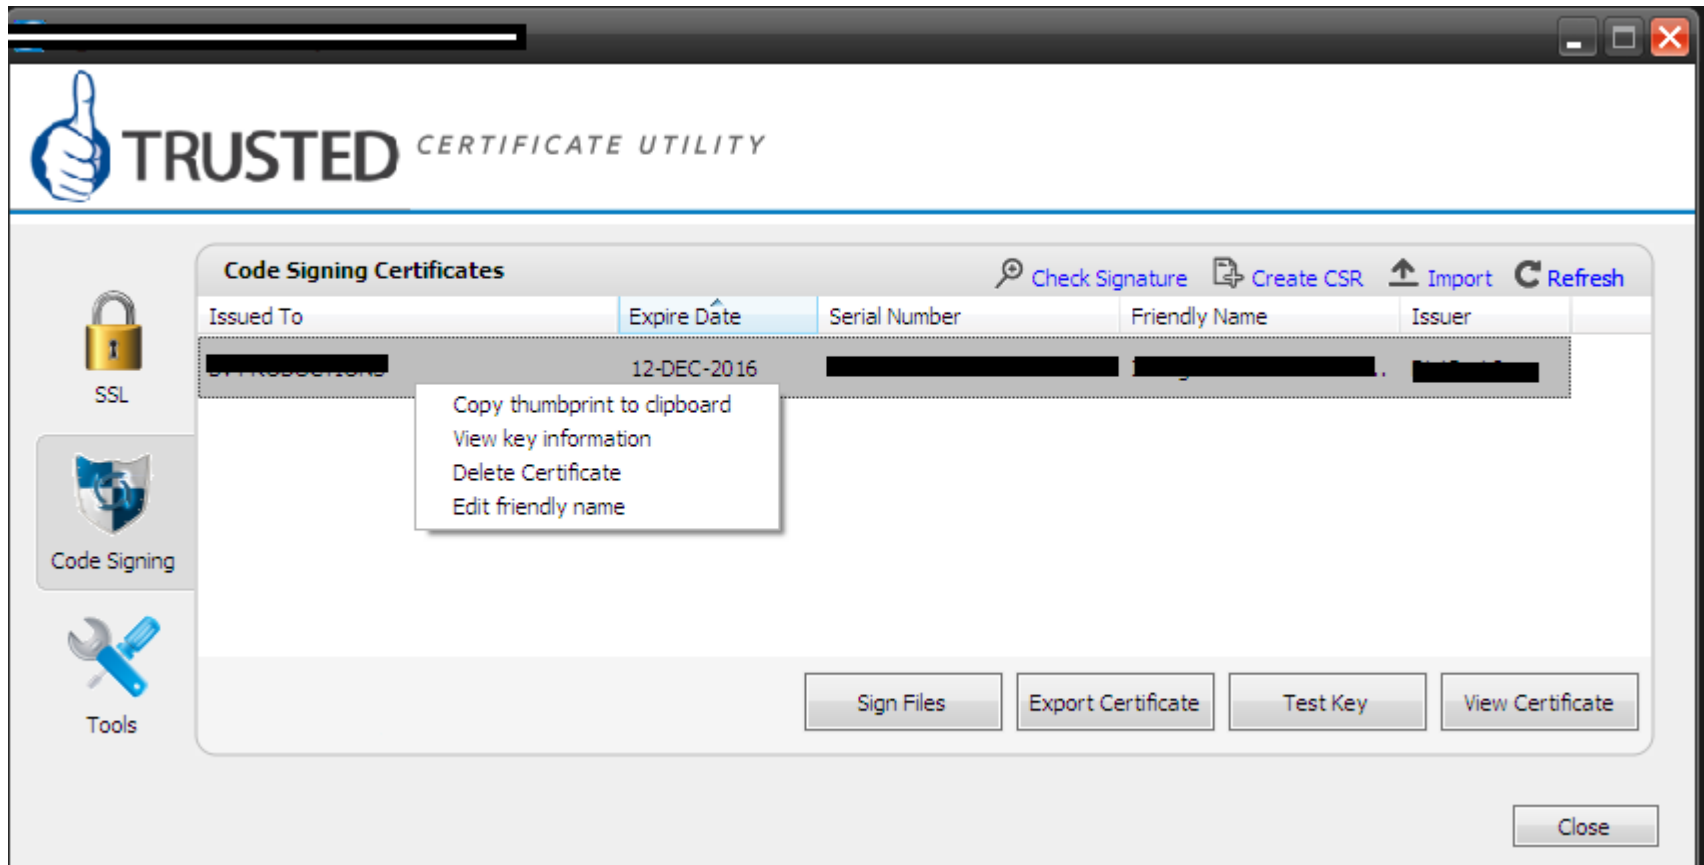 TRUSTED CERTIFICATE UTILITY
Code Signing Certificates Check Signature Create CSR Import Refresh
Issued To Expire Date Serial Number Friendly Name Issuer
12-DEC-2016
SSL
Copy thumbprint to clipboard
View key information
Delete Certificate
Edit friendly name
Code Signing
Sign Files Export Certificate Test Key View Certificate
Tools
Close